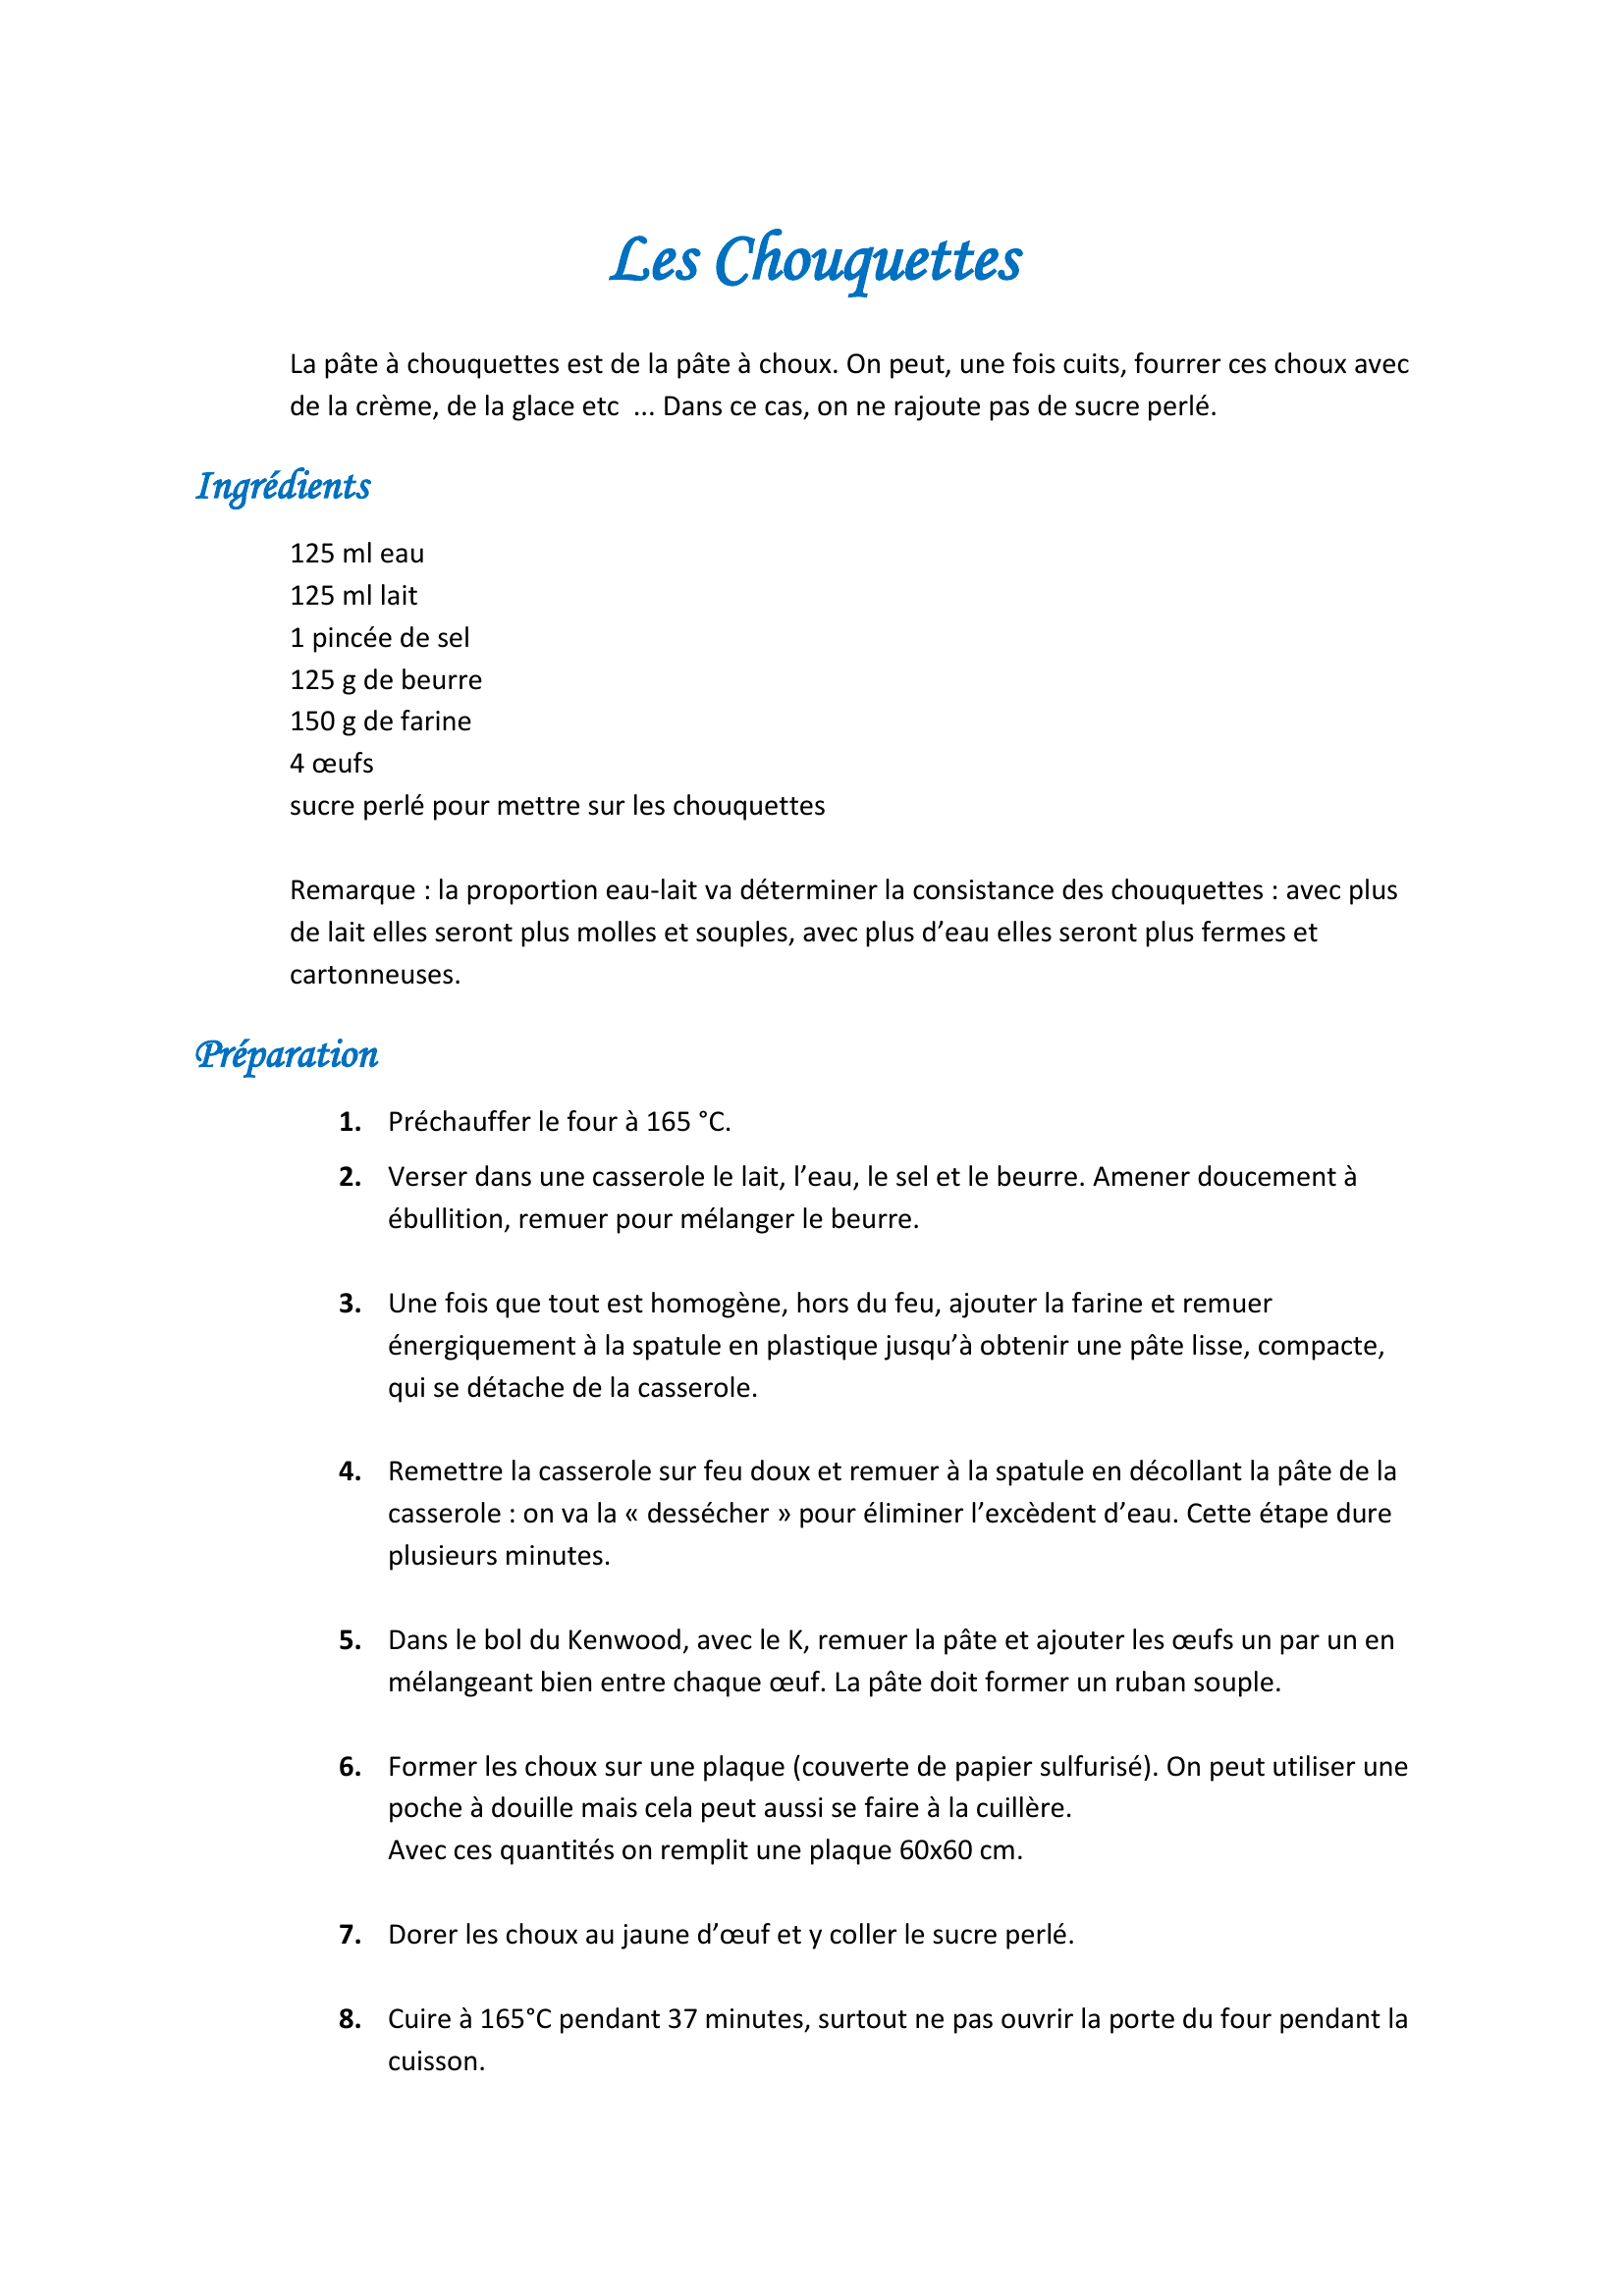 Les Chouquettes
La pâte à chouquettes est de la pâte à choux. On peut, une fois cuits, fourrer ces choux avec
de la crème, de la glace etc  ... Dans ce cas, on ne rajoute pas de sucre perlé.
Ingrédients
125 ml eau
125 ml lait
1 pincée de sel
125 g de beurre
150 g de farine
4 œufs
sucre perlé pour mettre sur les chouquettes
Remarque : la proportion eau-lait va déterminer la consistance des chouquettes : avec plus
de lait elles seront plus molles et souples, avec plus d’eau elles seront plus fermes et
cartonneuses.
Préparation
1. Préchauffer le four à 165 °C.
2. Verser dans une casserole le lait, l’eau, le sel et le beurre. Amener doucement à
ébullition, remuer pour mélanger le beurre.
3. Une fois que tout est homogène, hors du feu, ajouter la farine et remuer
énergiquement à la spatule en plastique jusqu’à obtenir une pâte lisse, compacte,
qui se détache de la casserole.
4. Remettre la casserole sur feu doux et remuer à la spatule en décollant la pâte de la
casserole : on va la « dessécher » pour éliminer l’excèdent d’eau. Cette étape dure
plusieurs minutes.
5. Dans le bol du Kenwood, avec le K, remuer la pâte et ajouter les œufs un par un en
mélangeant bien entre chaque œuf. La pâte doit former un ruban souple.
6. Former les choux sur une plaque (couverte de papier sulfurisé). On peut utiliser une
poche à douille mais cela peut aussi se faire à la cuillère.
Avec ces quantités on remplit une plaque 60x60 cm.
7. Dorer les choux au jaune d’œuf et y coller le sucre perlé.
8. Cuire à 165°C pendant 37 minutes, surtout ne pas ouvrir la porte du four pendant la
cuisson.